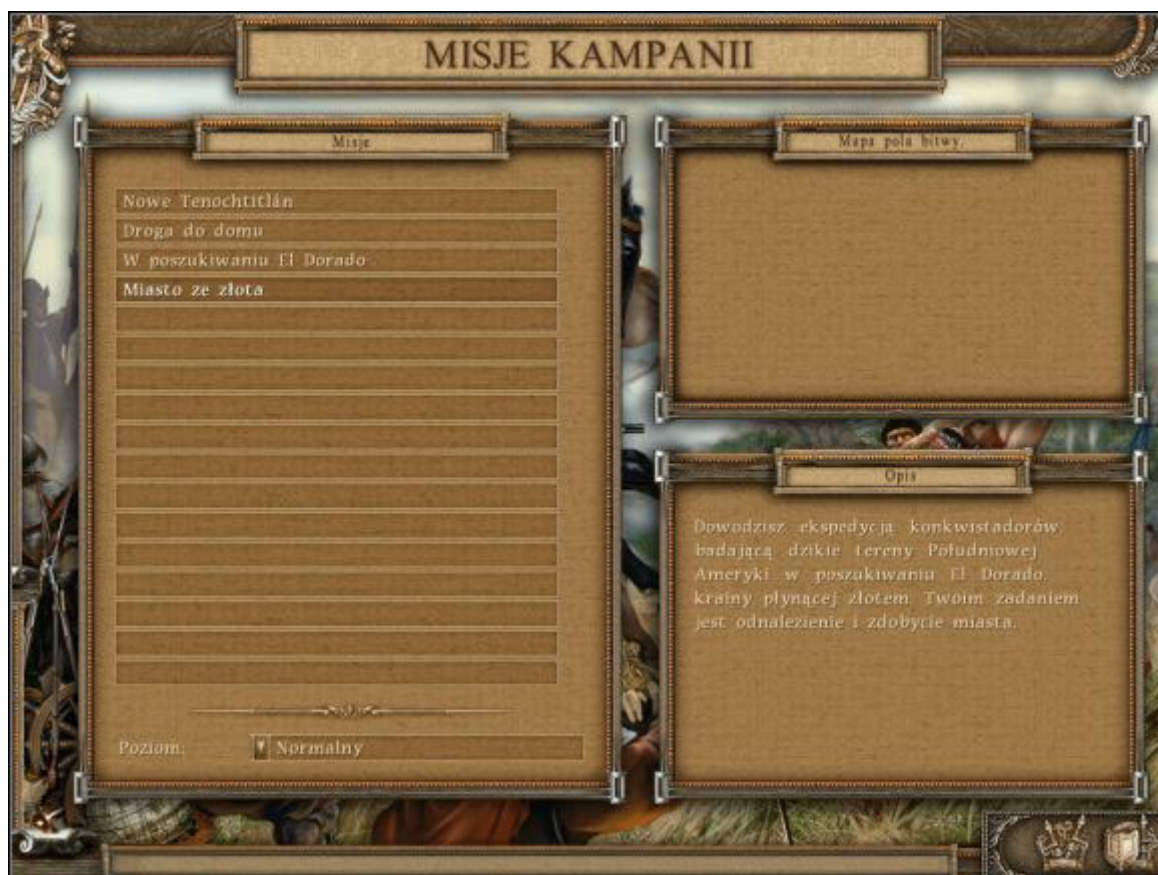 MISJE KAMPANII
Misje
Nowe Tenochtitlán
Droga do domu
W poszukiwaniu El Dorado
Miasto ze złota
Poziom:
Normalny
Mapa pola bitwy.
Opis
Dowodzisz ekspedycją konkwistadorów,
badającą dzikie tereny Południowej
Ameryki w poszukiwaniu El Dorado,
krainy płynącej złotem. Twoim zadaniem
jest odnalezienie i zdobycie miasta.